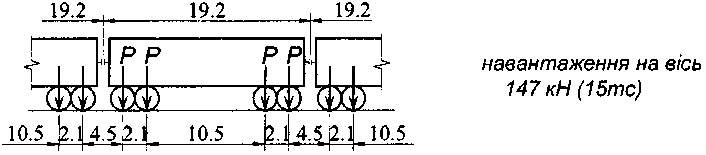 19.2 19.2 19.2
P P P P
навантаження на вісь
147 кН (15тс)
10.5 2.1 4.5 2.1 10.5 2.1 4.5 2.1 10.5